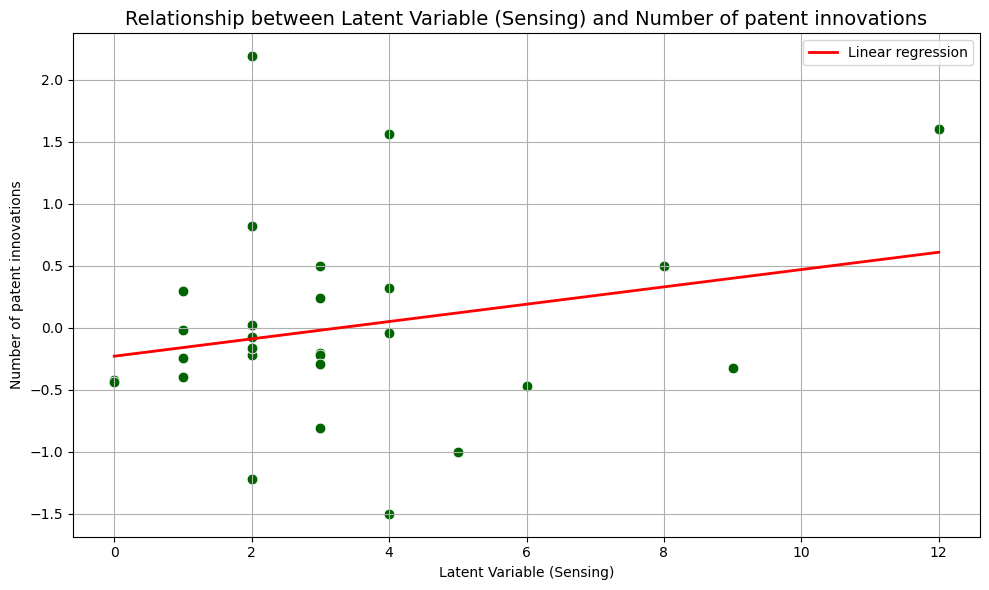 Relationship between Latent Variable (Sensing) and Number of patent innovations
Linear regression
Number of patent innovations
2.0
1.5
1.0
0.5
0.0
−0.5
−1.0
−1.5
0 2 4 6 8 10 12
Latent Variable (Sensing)